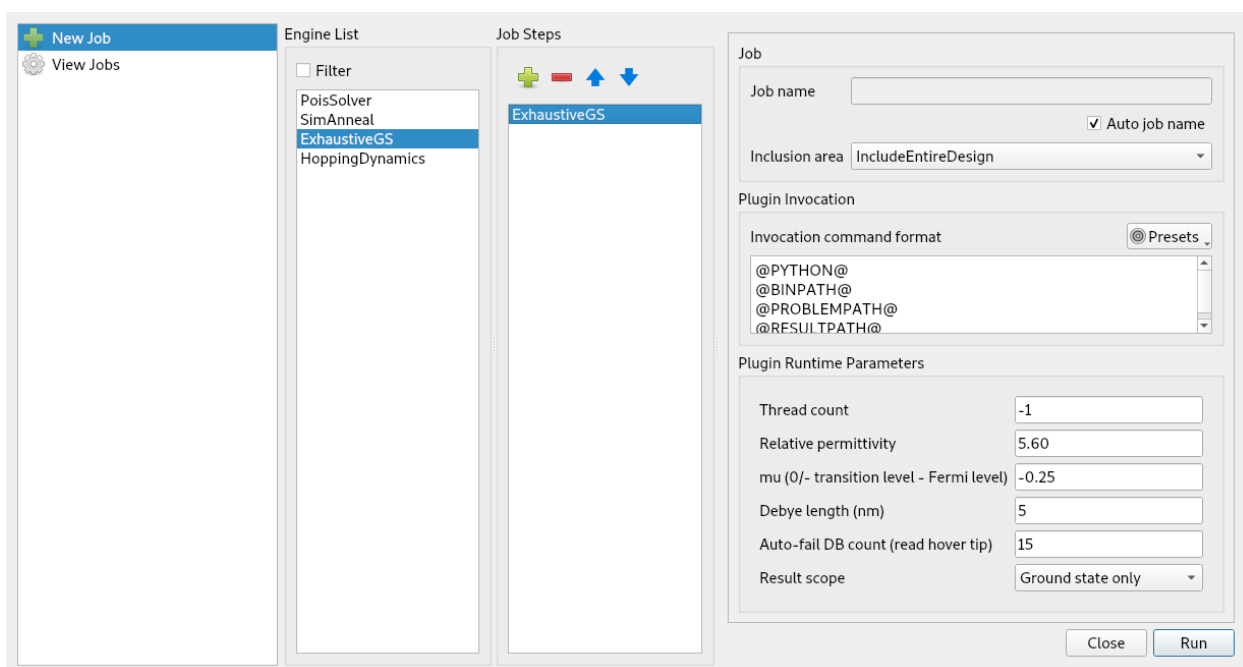 New Job
View Jobs
Engine List
Filter
PoisSolver
SimAnneal
ExhaustiveGS
HoppingDynamics
Job Steps
ExhaustiveGS
Job
Job name
Auto job name
Inclusion area IncludeEntireDesign
Plugin Invocation
Invocation command format Presets
@PYTHON@
@BINPATH@
@PROBLEMPATH@
@RESULTPATH@
Plugin Runtime Parameters
Thread count -1
Relative permittivity 5.60
mu (0/- transition level - Fermi level) -0.25
Debye length (nm) 5
Auto-fail DB count (read hover tip) 15
Result scope Ground state only
Close Run